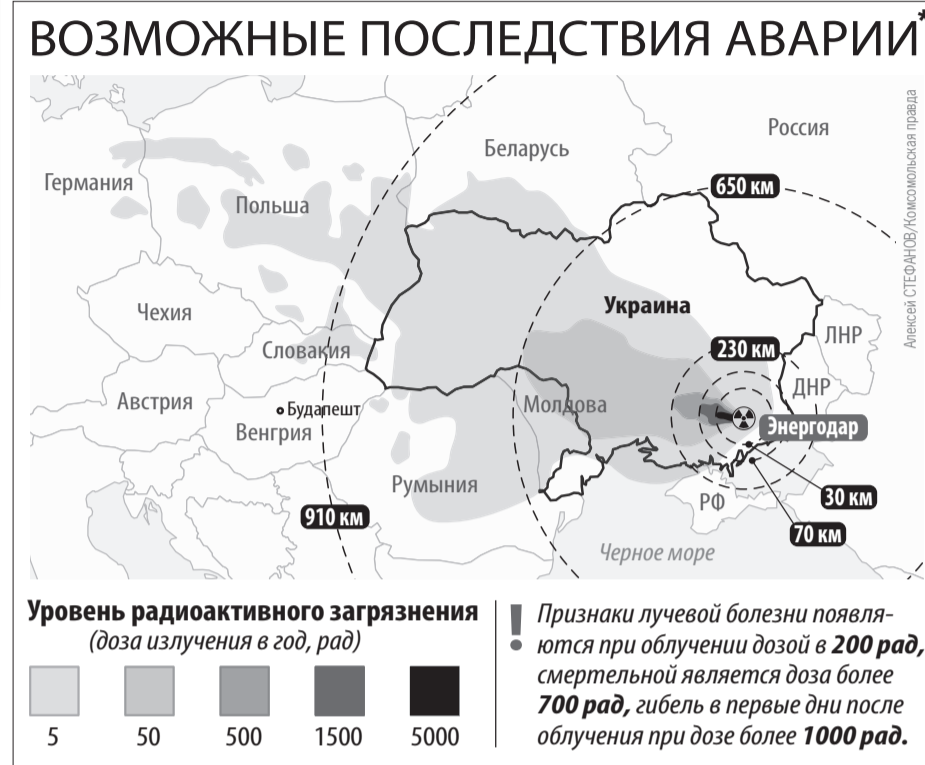 ВОЗМОЖНЫЕ ПОСЛЕДСТВИЯ АВАРИИ*
Россия
Беларусь
Германия
650 км
Польша
Алексей СТЕФАНОВ/Комсомольская правда
Украина
Чехия
ЛНР
230 км
Словакия
ДНР
Австрия
Будапешт
Молдова
Энергодар
Венгрия
Румыния
РФ
30 км
910 км
70 км
Черное море
Уровень радиоактивного загрязнения
(доза излучения в год, рад)
5 50 500 1500 5000
! Признаки лучевой болезни появля-
ются при облучении дозой в 200 рад,
смертельной является доза более
700 рад, гибель в первые дни после
облучения при дозе более 1000 рад.